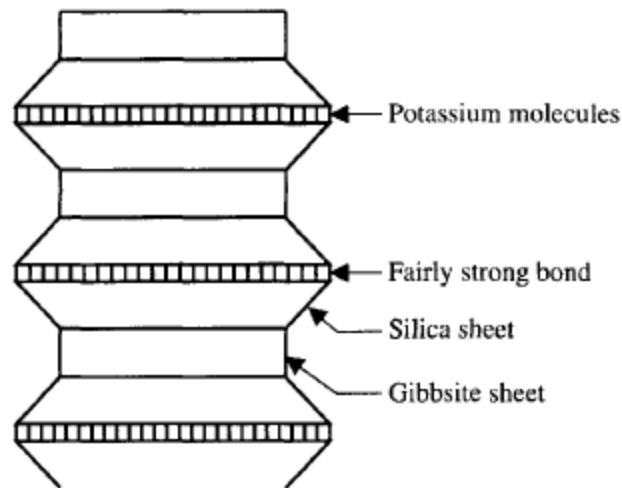 Potassium molecules
Fairly strong bond
Silica sheet
Gibbsite sheet